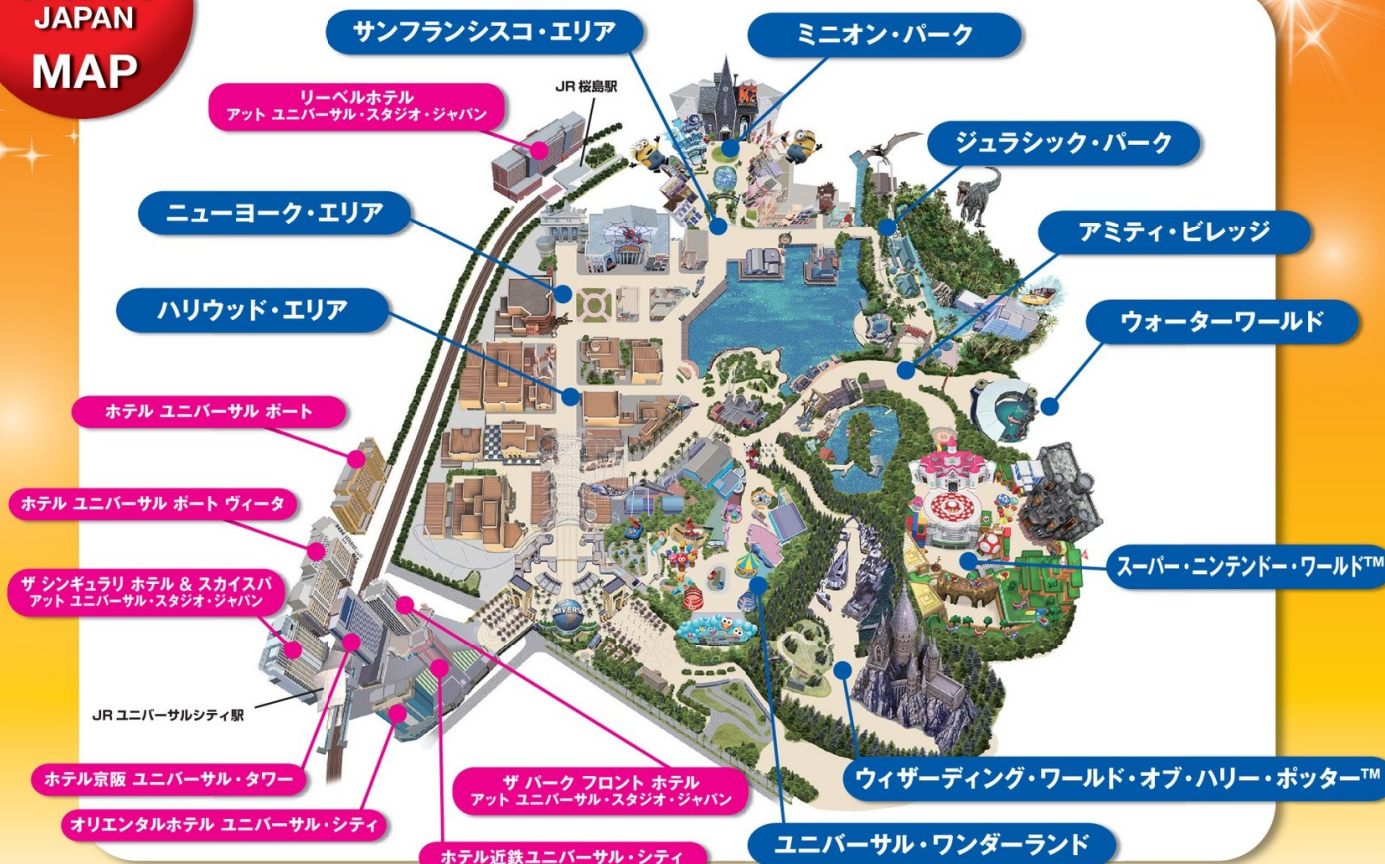 JAPAN
MAP
サンフランシスコ・エリア
ミニオン・パーク
JR 桜島駅
リーベルホテル
アット ユニバーサル・スタジオ・ジャパン
ジュラシック・パーク
ニューヨーク・エリア
アミティ・ビレッジ
ハリウッド・エリア
ウォーターワールド
ホテル ユニバーサル ポート
ホテル ユニバーサル ポート ヴィータ
スーパー・ニンテンドー・ワールド™
ザ シンギュラリ ホテル & スカイスパ
アット ユニバーサル・スタジオ・ジャパン
JR ユニバーサルシティ駅
ホテル京阪 ユニバーサル・タワー
ザ パーク フロント ホテル
アット ユニバーサル・スタジオ・ジャパン
ウィザーディング・ワールド・オブ・ハリー・ポッター™
オリエンタルホテル ユニバーサル・シティ
ユニバーサル・ワンダーランド
ホテル近鉄ユニバーサル・シティ